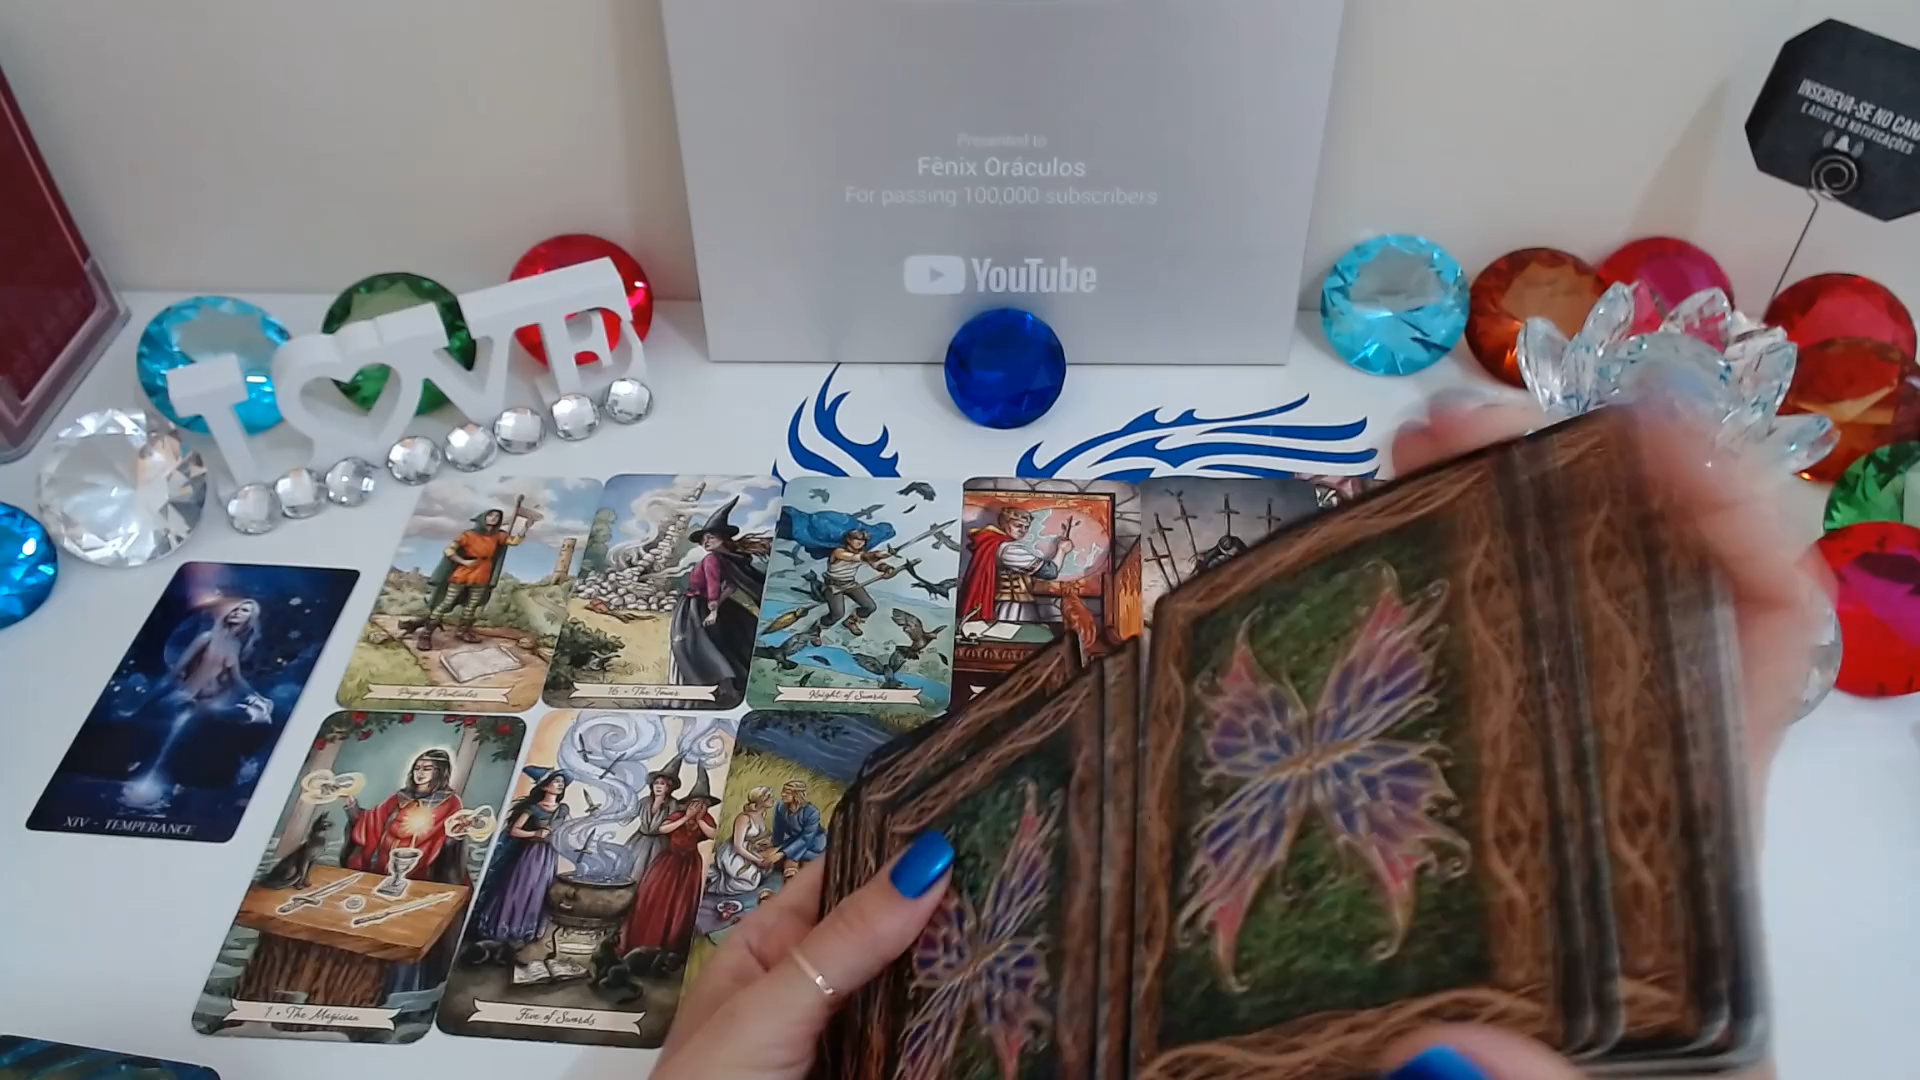 Presented to
Fênix Oráculos
For passing 100,000 subscribers
YouTube
INSCREVA-SE NO
E ATIVE AS NOTIFICAÇÕES
LOVE
Page of Pentacles
16 • The Tower
Knight of Swords
XIV - TEMPERANCE
1 • The Magician
Five of Swords